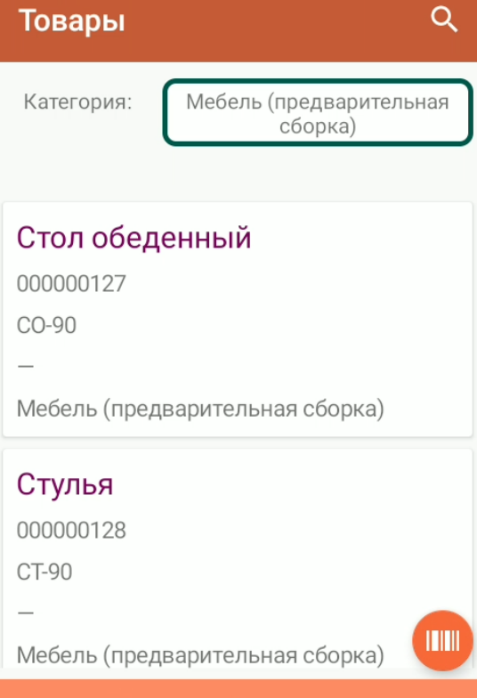 Товары
Категория:
Мебель (предварительная
сборка)
Стол обеденный
000000127
СО-90
—
Мебель (предварительная сборка)
Стулья
000000128
СТ-90
—
Мебель (предварительная сборка)